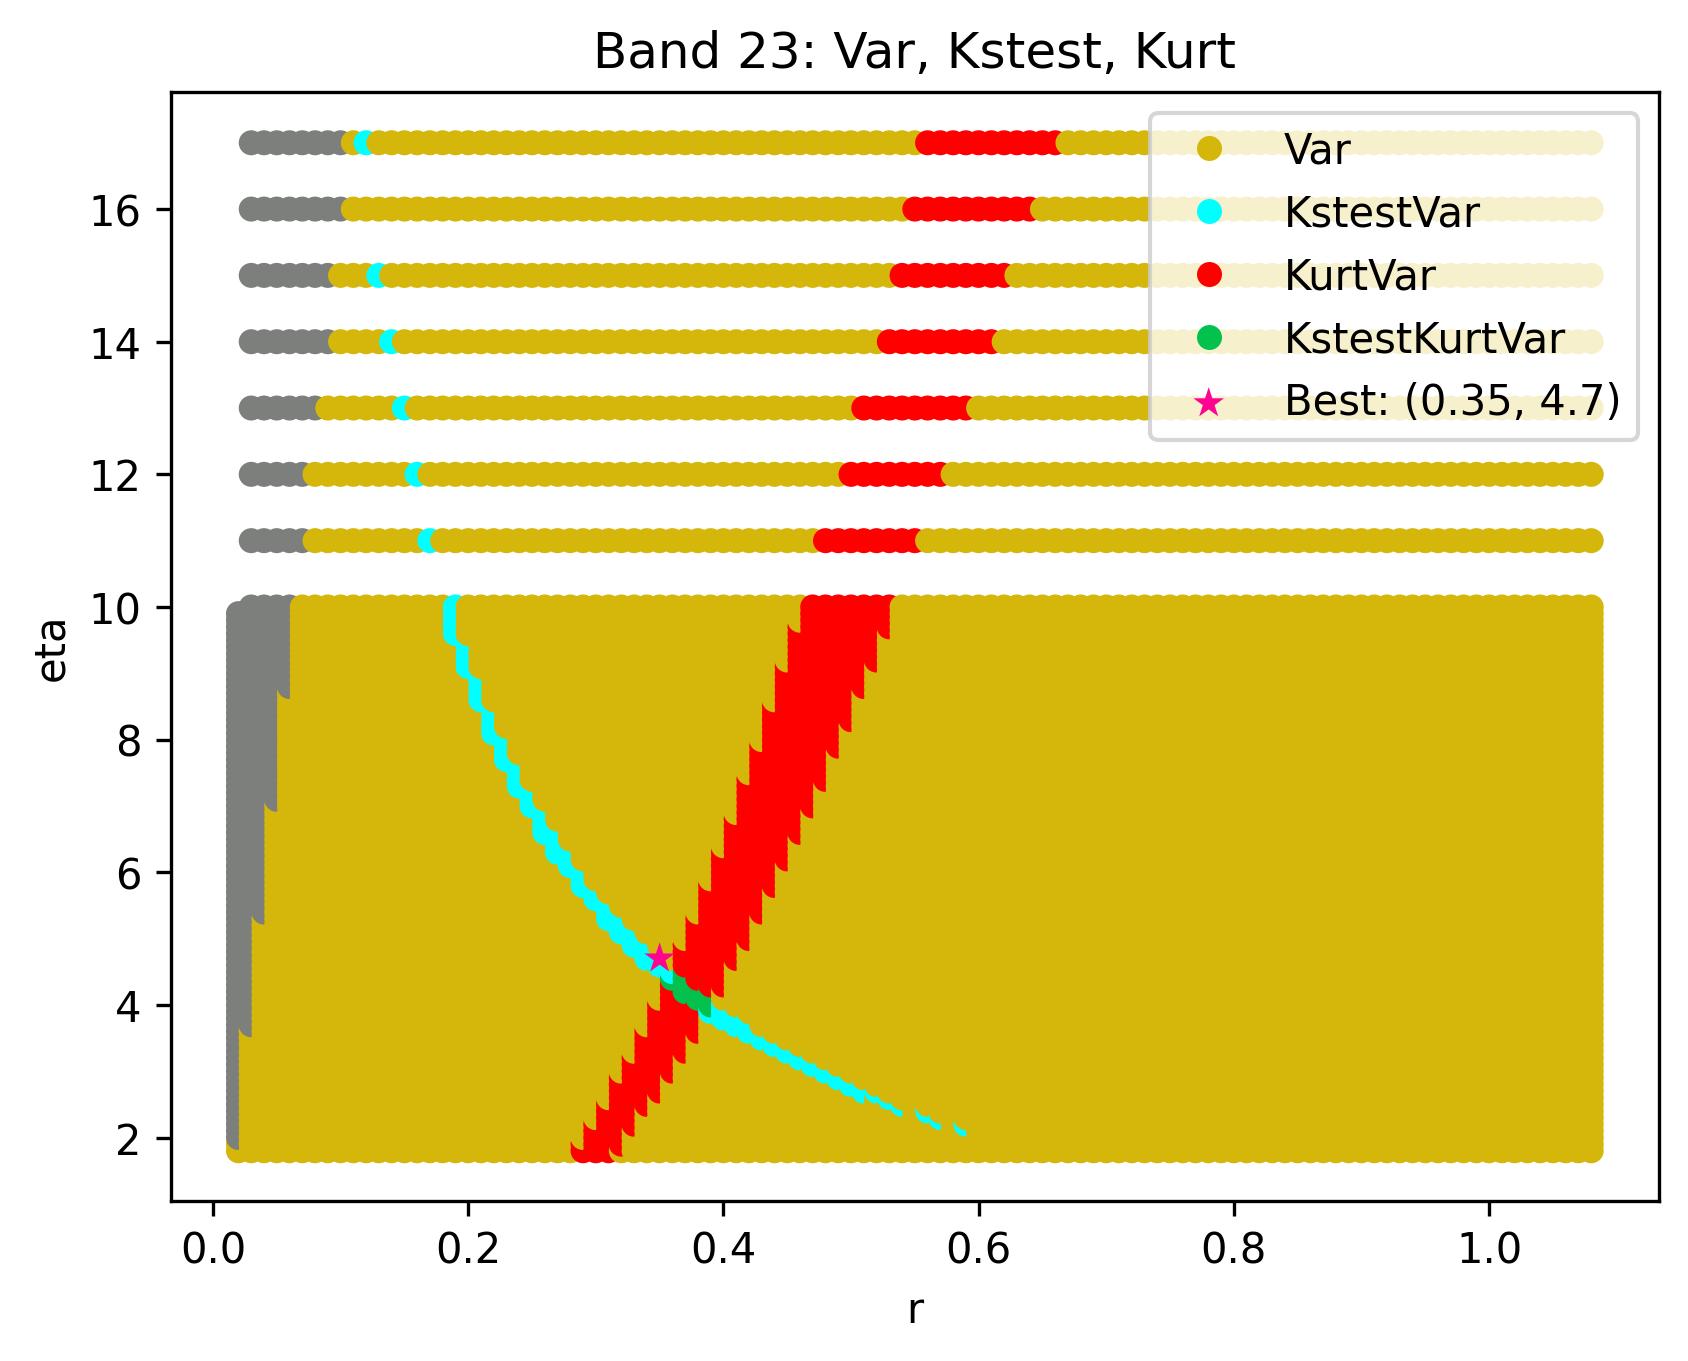 Band 23: Var, Kstest, Kurt
Var
KstestVar
KurtVar
KstestKurtVar
Best: (0.35, 4.7)
eta
16
14
12
10
8
6
4
2
0.0 0.2 0.4 0.6 0.8 1.0
r